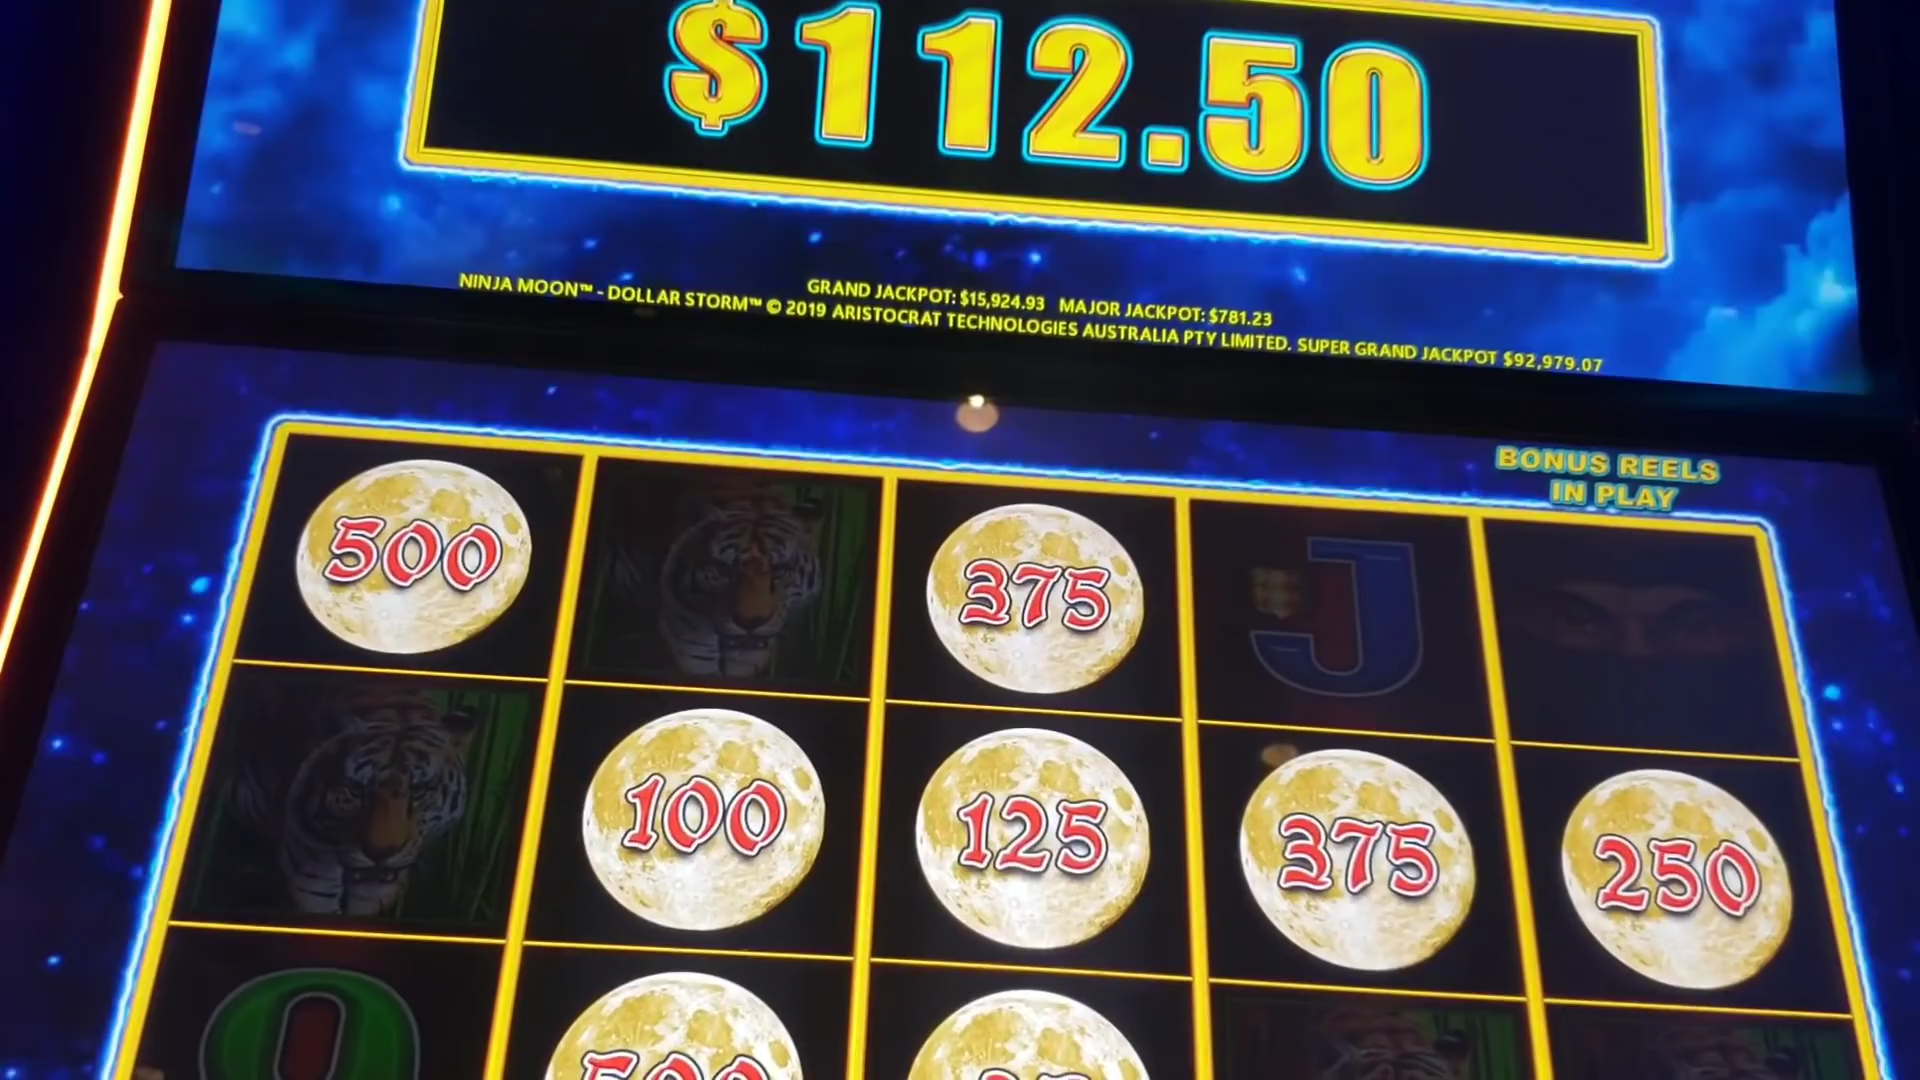 $112.50
GRAND JACKPOT: $15,924.93 MAJOR JACKPOT: $781.23
NINJA MOON™ - DOLLAR STORM™ © 2019 ARISTOCRAT TECHNOLOGIES AUSTRALIA PTY LIMITED. SUPER GRAND JACKPOT $92,979.07
BONUS REELS
IN PLAY
500
375
J
100
125
375
250
Q
500